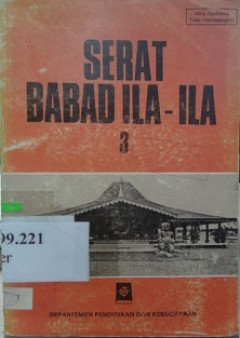 SERAT
BABAD ILA - ILA
3
99.221
er
DEPARTEMEN PENDIDIKAN DAN KEBUDAYAAN